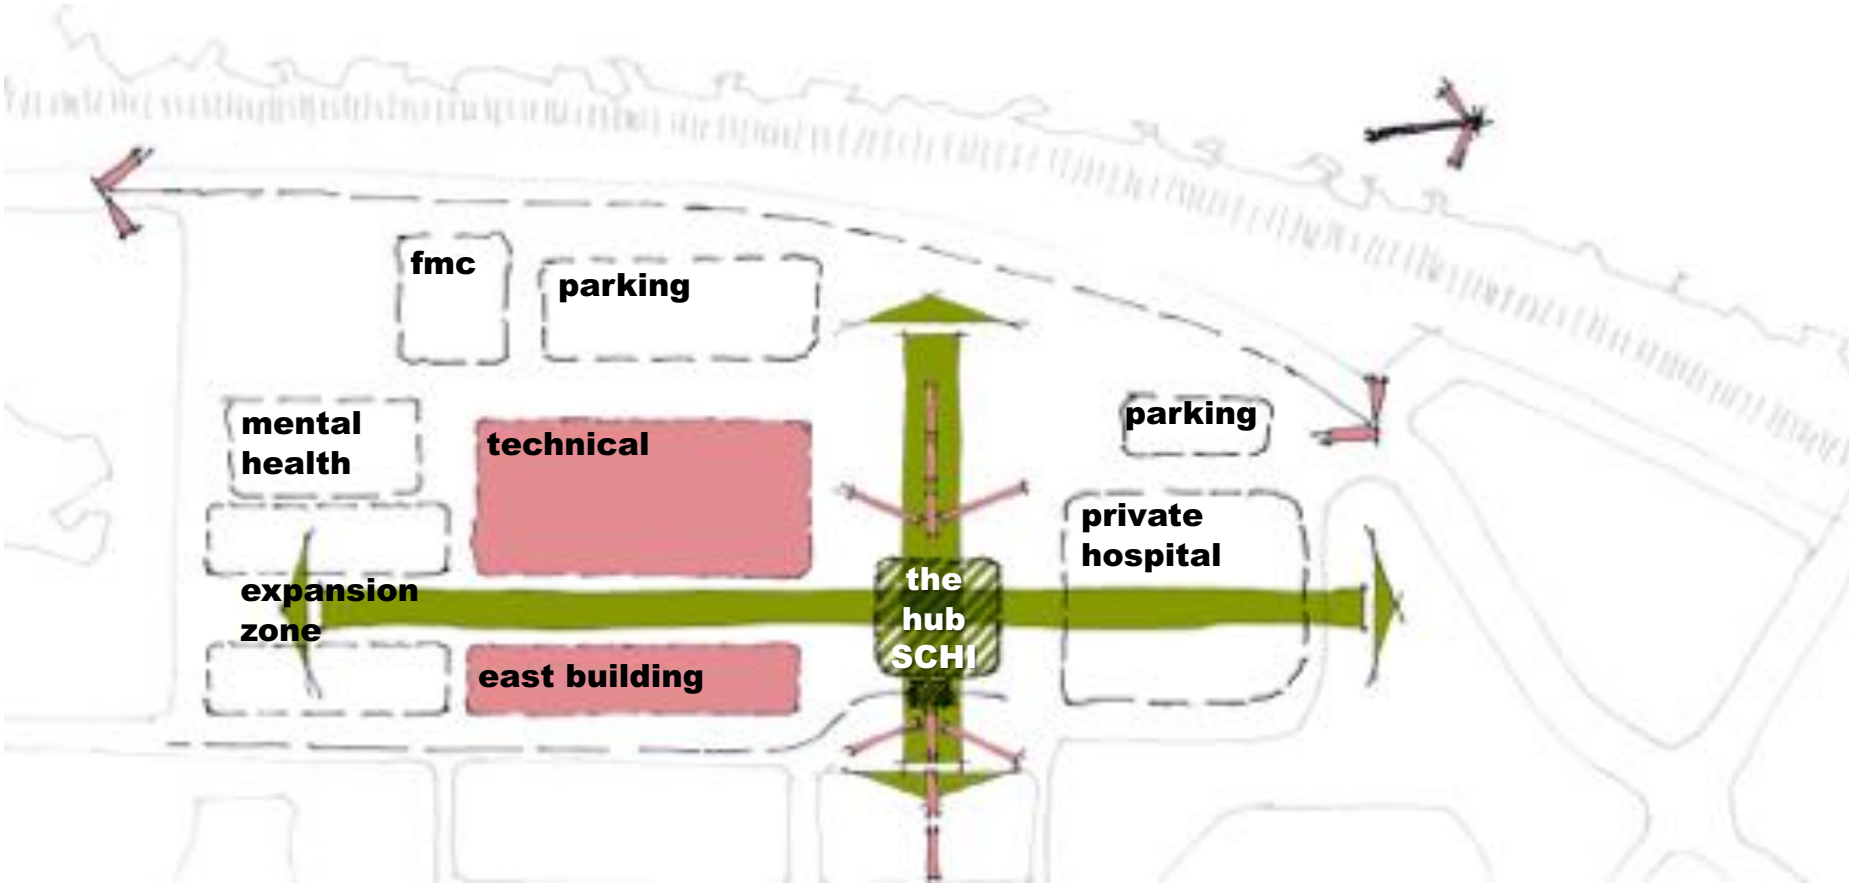 fmc
parking
mental
health
technical
parking
private
hospital
expansion
zone
the
hub
SCHI
east building